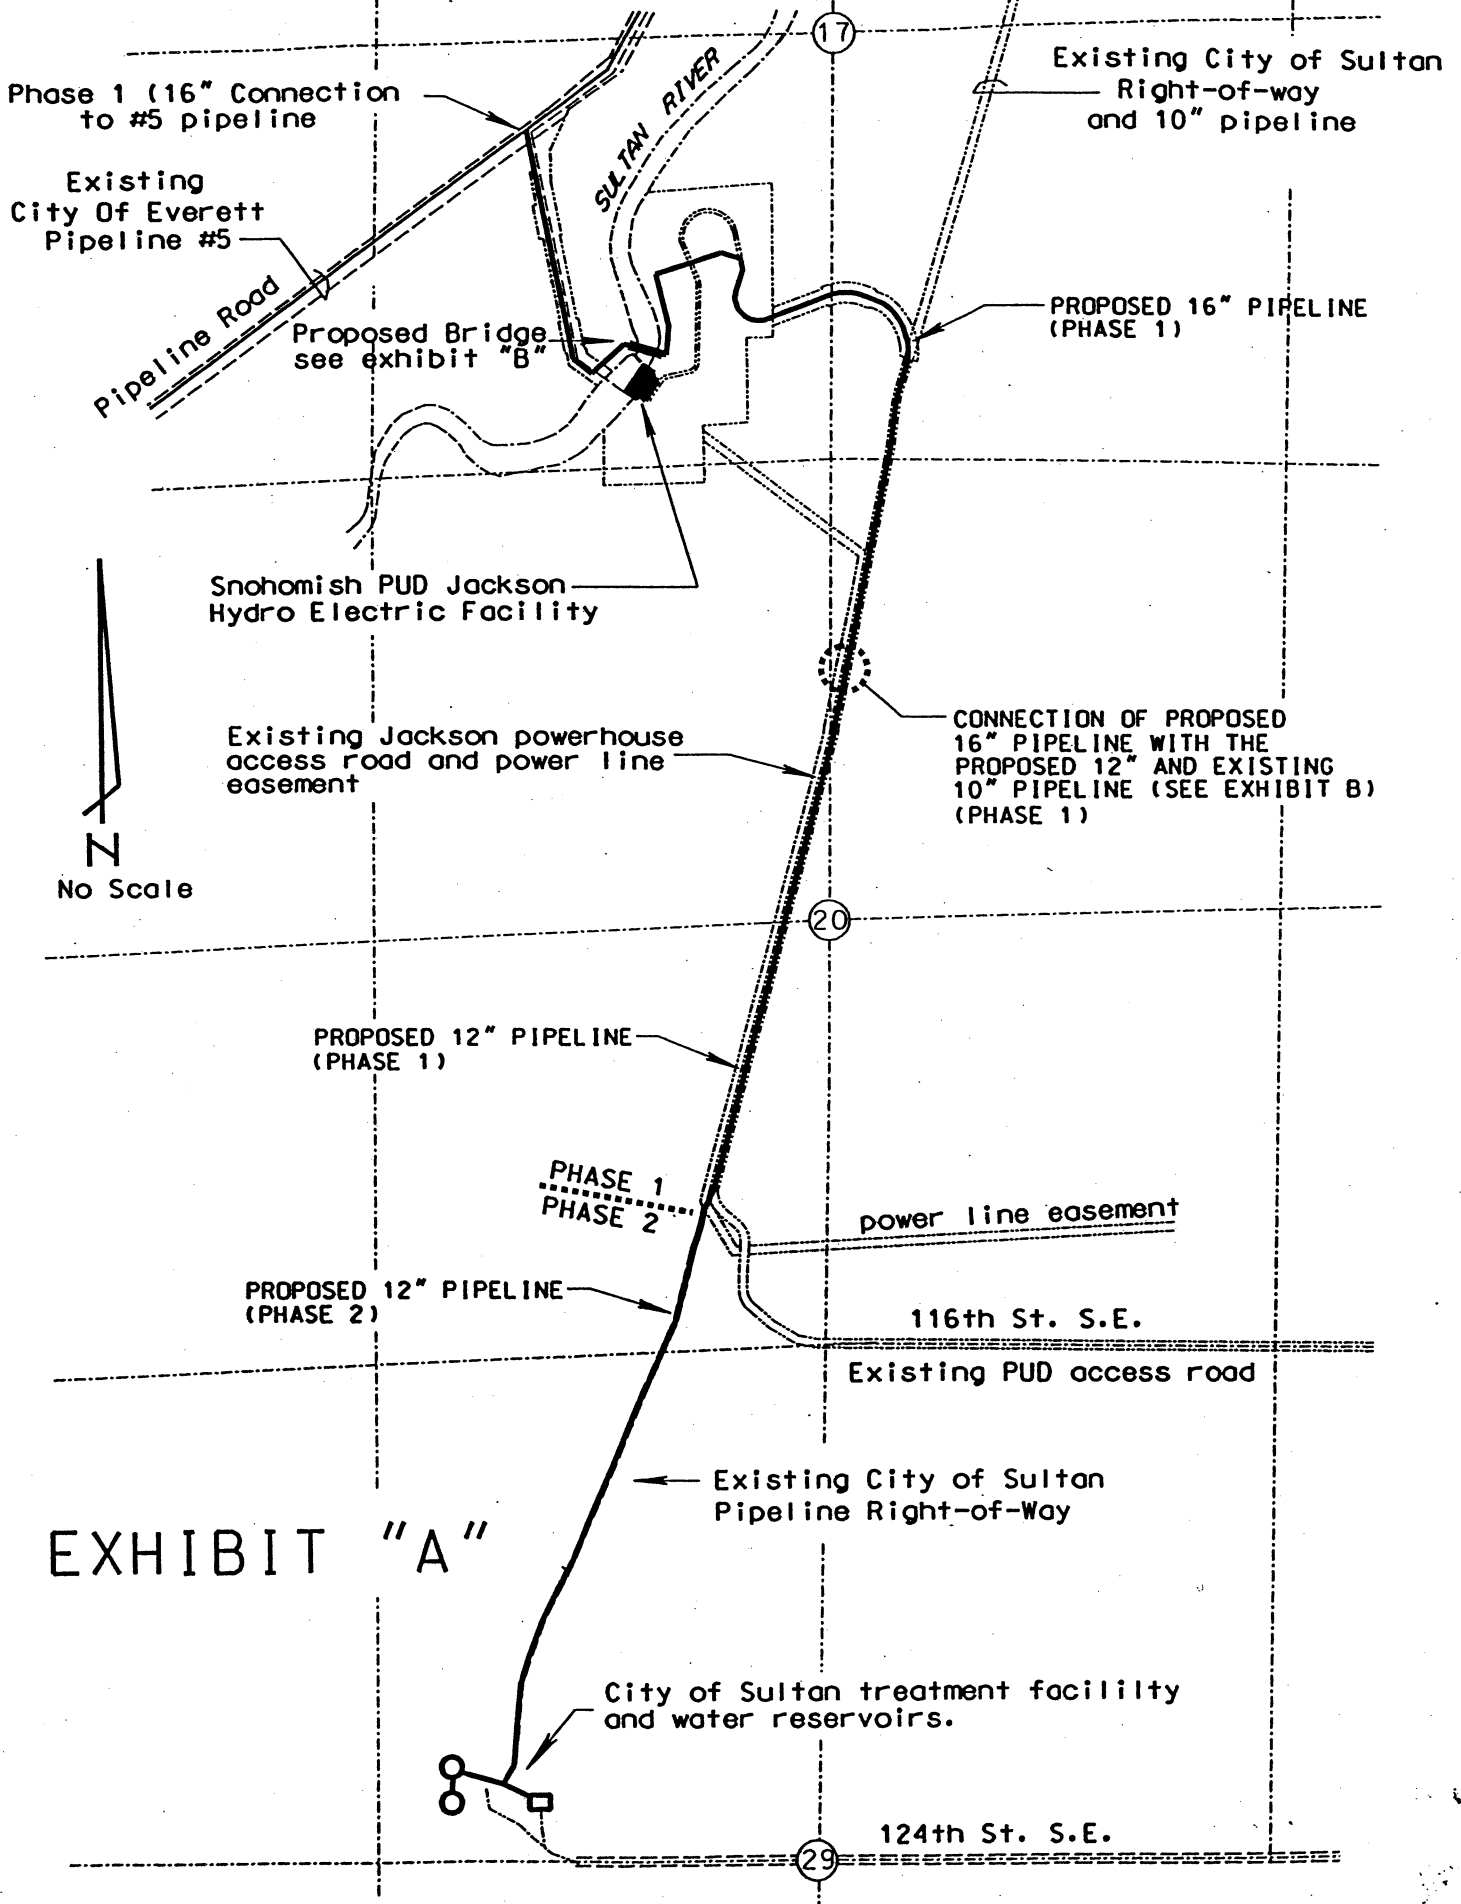 17
Existing City of Sultan
Right-of-way
and 10" pipeline
Phase 1 (16" Connection
to #5 pipeline
SULTAN RIVER
Existing
City Of Everett
Pipeline #5
Pipeline Road
Proposed Bridge
see exhibit "B"
PROPOSED 16" PIPELINE
(PHASE 1)
Snohomish PUD Jackson
Hydro Electric Facility
N
No Scale
Existing Jackson powerhouse
access road and power line
easement
CONNECTION OF PROPOSED
16" PIPELINE WITH THE
PROPOSED 12" AND EXISTING
10" PIPELINE (SEE EXHIBIT B)
(PHASE 1)
20
PROPOSED 12" PIPELINE
(PHASE 1)
PHASE 1
PHASE 2
power line easement
PROPOSED 12" PIPELINE
(PHASE 2)
116th St. S.E.
Existing PUD access road
Existing City of Sultan
Pipeline Right-of-Way
EXHIBIT "A"
City of Sultan treatment facililty
and water reservoirs.
124th St. S.E.
29